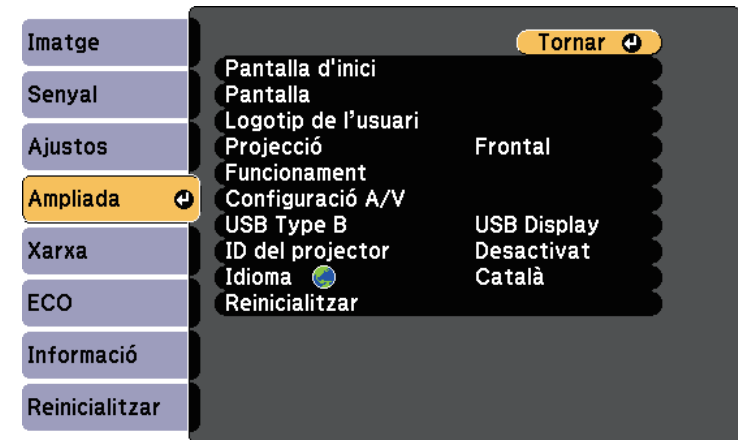 Imatge
Senyal
Ajustos
Ampliada
Xarxa
ECO
Informació
Reinicialitzar
Tornar
Pantalla d'inici
Pantalla
Logotip de l’usuari
Projecció Frontal
Funcionament
Configuració A/V
USB Type B USB Display
ID del projector Desactivat
Idioma Català
Reinicialitzar